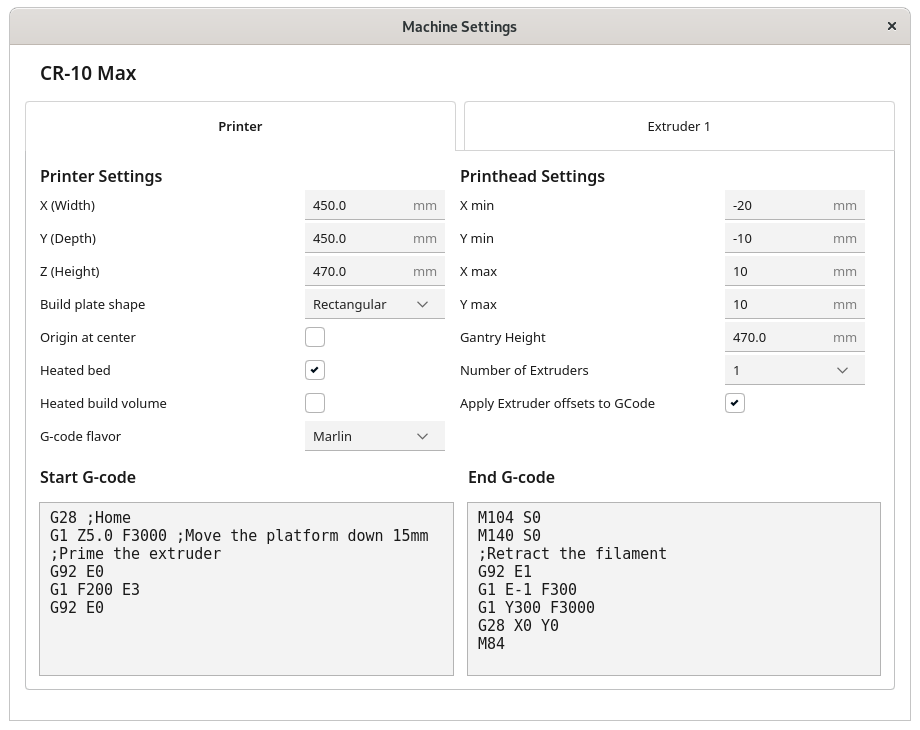 Machine Settings
CR-10 Max
Printer
Extruder 1
Printer Settings
X (Width) 450.0 mm
Y (Depth) 450.0 mm
Z (Height) 470.0 mm
Build plate shape Rectangular
Origin at center
Heated bed
Heated build volume
G-code flavor Marlin
Printhead Settings
X min -20 mm
Y min -10 mm
X max 10 mm
Y max 10 mm
Gantry Height 470.0 mm
Number of Extruders 1
Apply Extruder offsets to GCode
Start G-code
G28 ;Home
G1 Z5.0 F3000 ;Move the platform down 15mm
;Prime the extruder
G92 E0
G1 F200 E3
G92 E0
End G-code
M104 S0
M140 S0
;Retract the filament
G92 E1
G1 E-1 F300
G1 Y300 F3000
G28 X0 Y0
M84